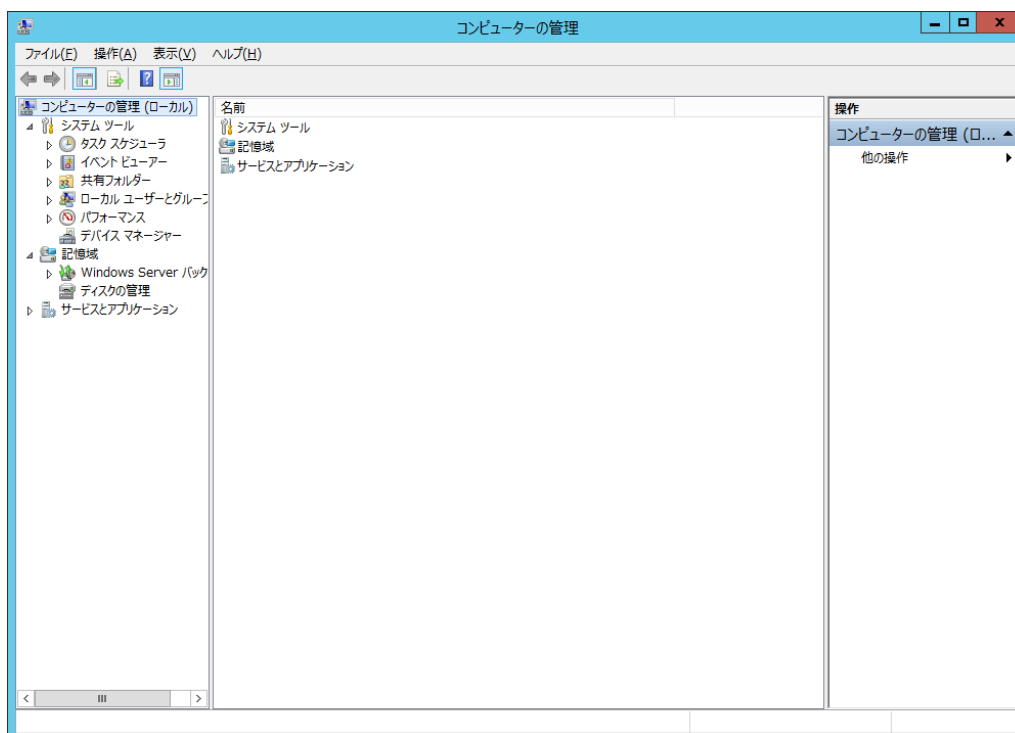 コンピューターの管理
ファイル(F) 操作(A) 表示(V) ヘルプ(H)
コンピューターの管理 (ローカル)
システム ツール
タスク スケジューラ
イベント ビューアー
共有フォルダー
ローカル ユーザーとグループ
パフォーマンス
デバイス マネージャー
記憶域
Windows Server バック
ディスクの管理
サービスとアプリケーション
名前
システム ツール
記憶域
サービスとアプリケーション
操作
コンピューターの管理 (ロ...
他の操作